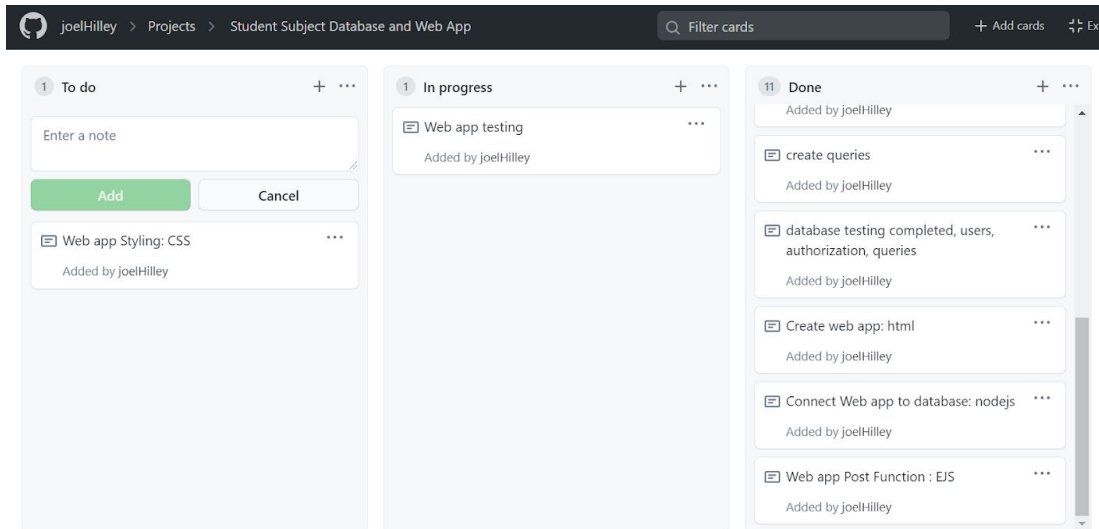 joelHilley > Projects > Student Subject Database and Web App
Filter cards
+ Add cards
Ex
1 To do
Enter a note
Add
Cancel
Web app Styling: CSS
Added by joelHilley
1 In progress
Web app testing
Added by joelHilley
11 Done
Added by joelHilley
create queries
Added by joelHilley
database testing completed, users,
authorization, queries
Added by joelHilley
Create web app: html
Added by joelHilley
Connect Web app to database: nodejs
Added by joelHilley
Web app Post Function : EJS
Added by joelHilley